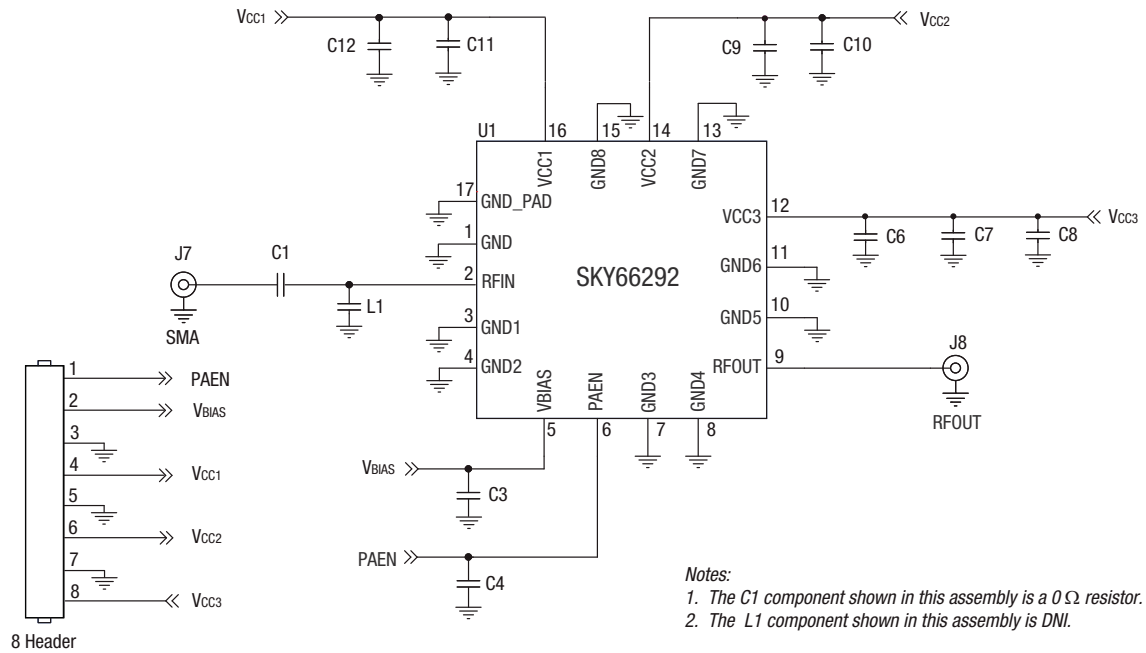 VCC1
VCC2
C12
C11
C9
C10
U1
16
15
14
13
VCC1
GND8
VCC2
GND7
17
GND_PAD
VCC3
12
VCC3
1
GND
C6
C7
C8
J7
C1
2
RFIN
SKY66292
GND6
11
L1
SMA
3
GND1
GND5
10
4
GND2
RFOUT
9
J8
RFOUT
VBIAS
PAEN
GND3
GND4
5
6
7
8
1
PAEN
2
VBIAS
3
4
VCC1
5
6
VCC2
7
8
VCC3
8 Header
VBIAS
C3
PAEN
C4
Notes:
1. The C1 component shown in this assembly is a 0 Ω resistor.
2. The L1 component shown in this assembly is DNI.